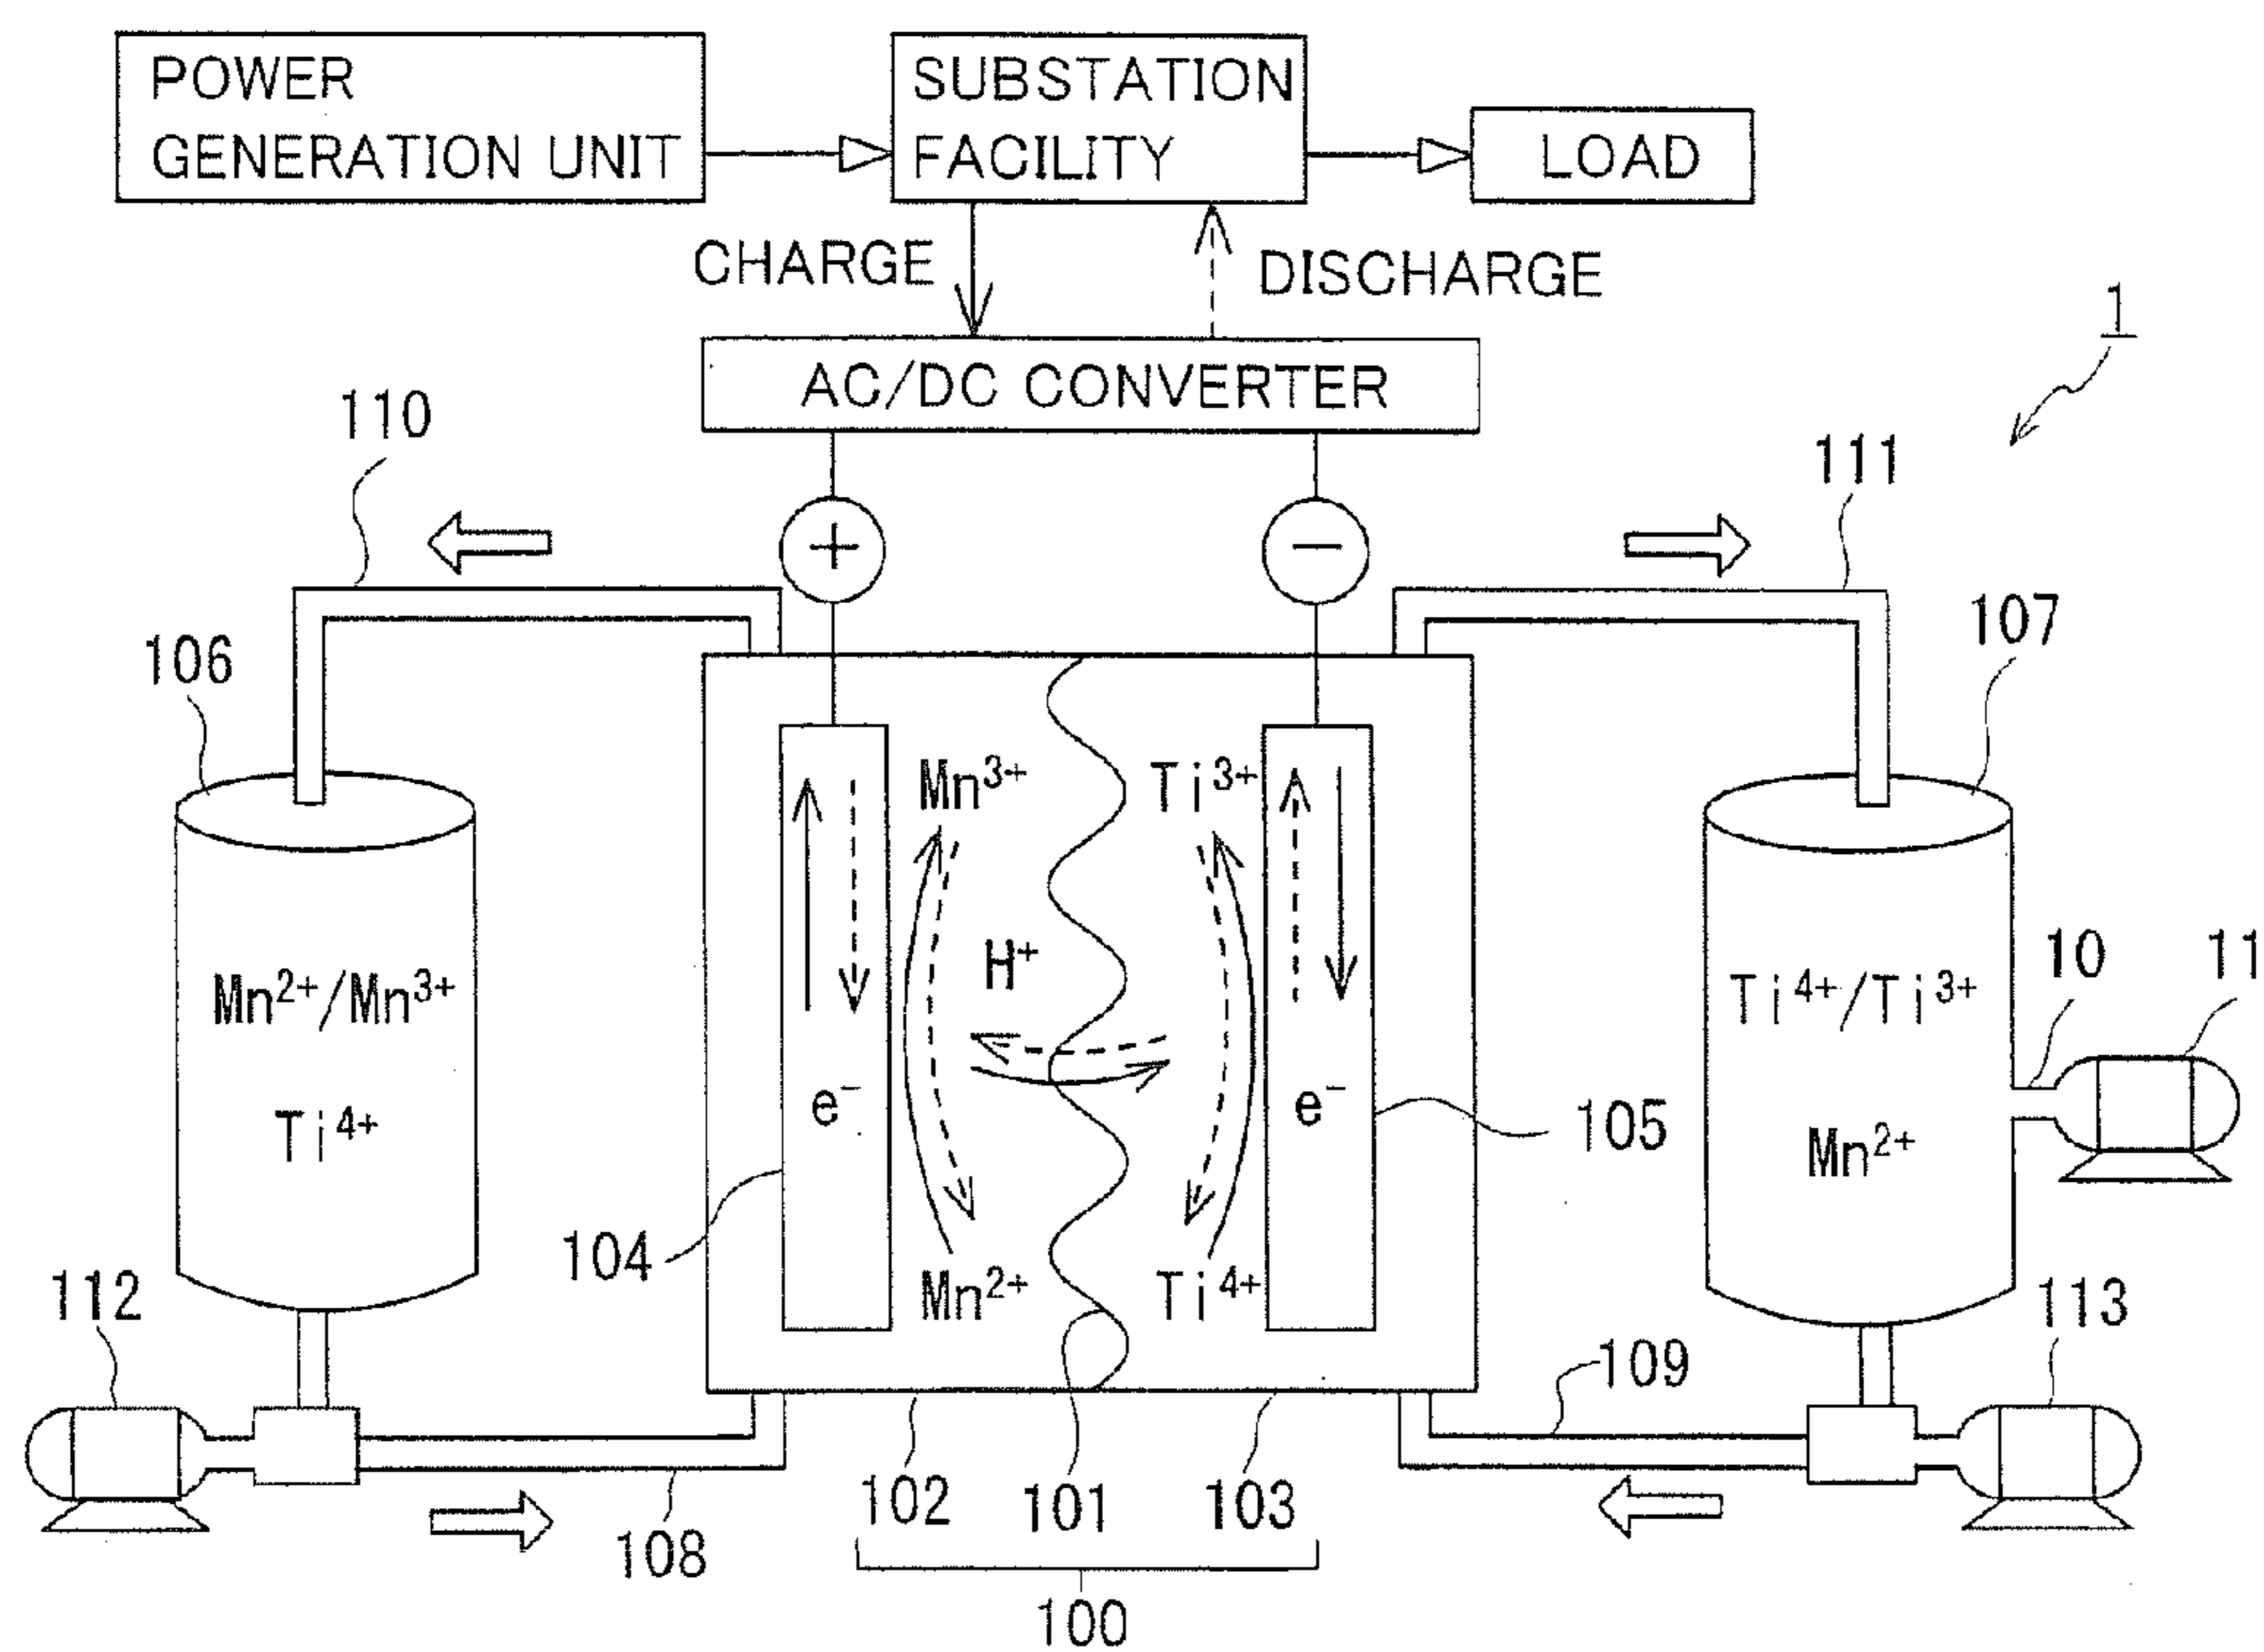 POWER
GENERATION UNIT
SUBSTATION
FACILITY
LOAD
CHARGE
DISCHARGE
1
AC/DC CONVERTER
110
111
+
−
106
107
Mn³⁺
Ti³⁺
H⁺
10
11
Mn²⁺/Mn³⁺
Ti⁴⁺/Ti³⁺
e⁻
e⁻
105
Ti⁴⁺
Mn²⁺
104
Mn²⁺
Ti⁴⁺
112
113
109
102
101
103
108
100